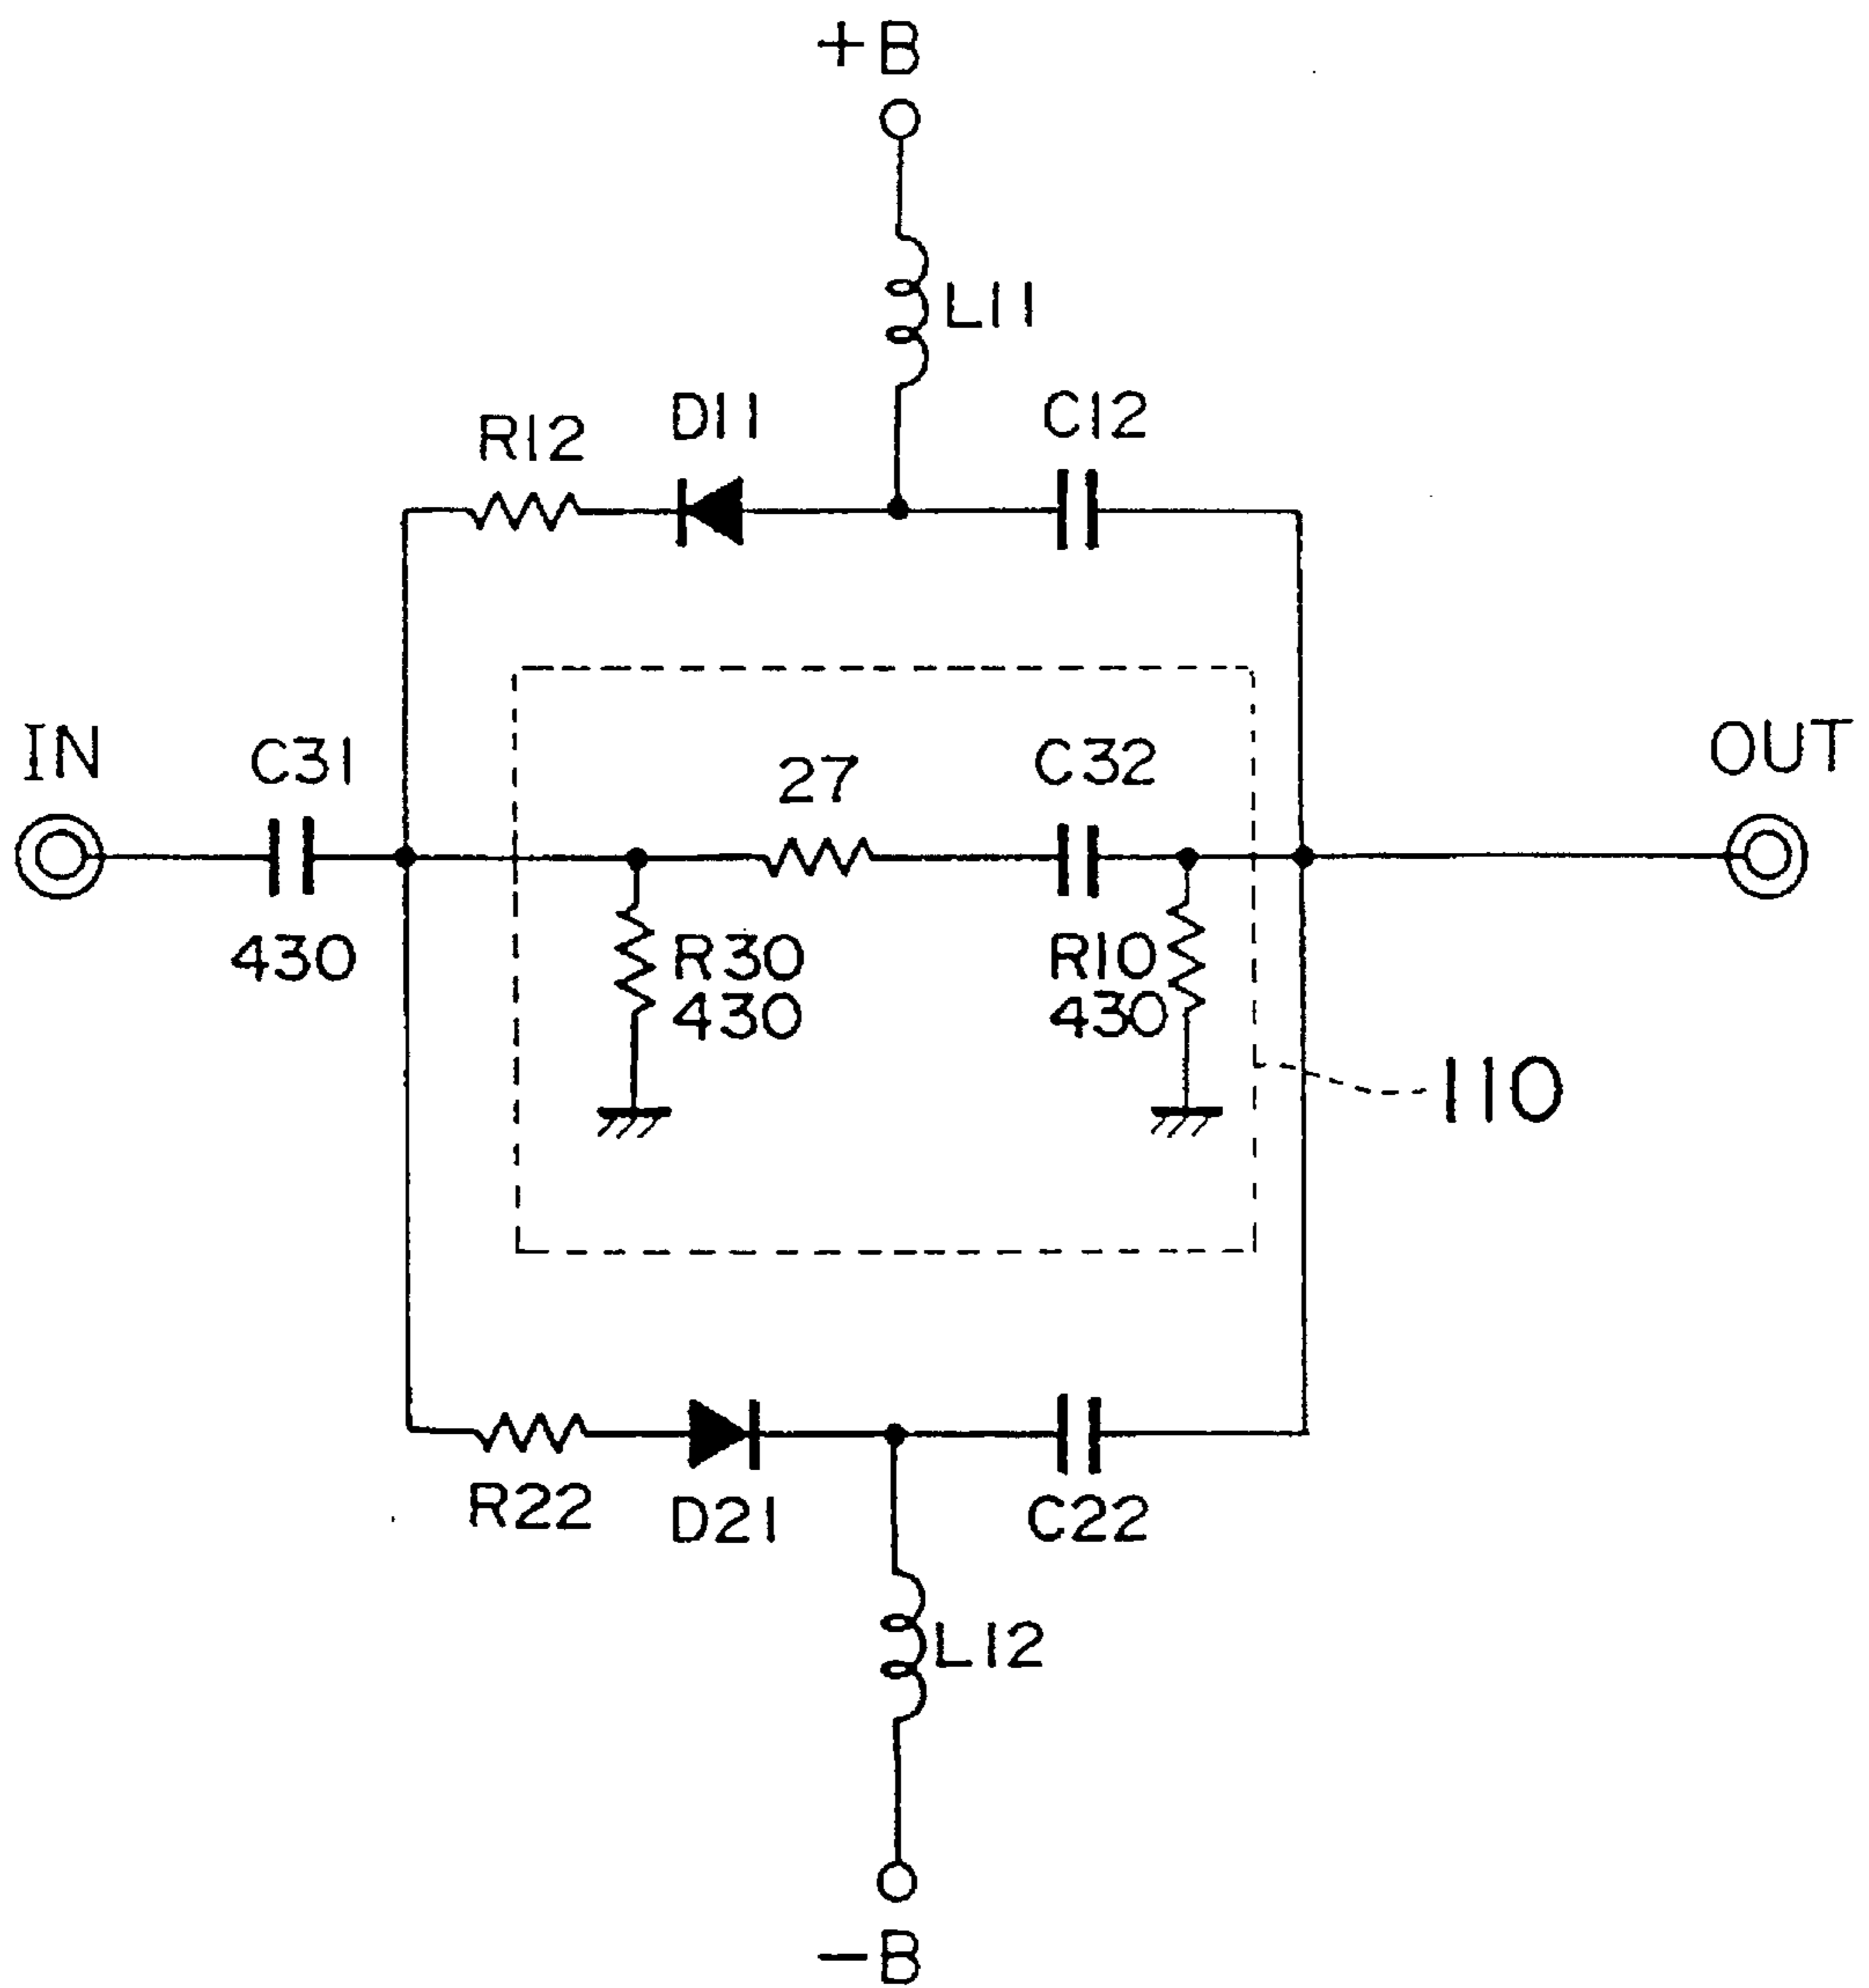 +B
L11
D11
C12
R12
IN
C31
27
C32
OUT
430
R30
430
R10
430
110
R22
D21
C22
L12
-B